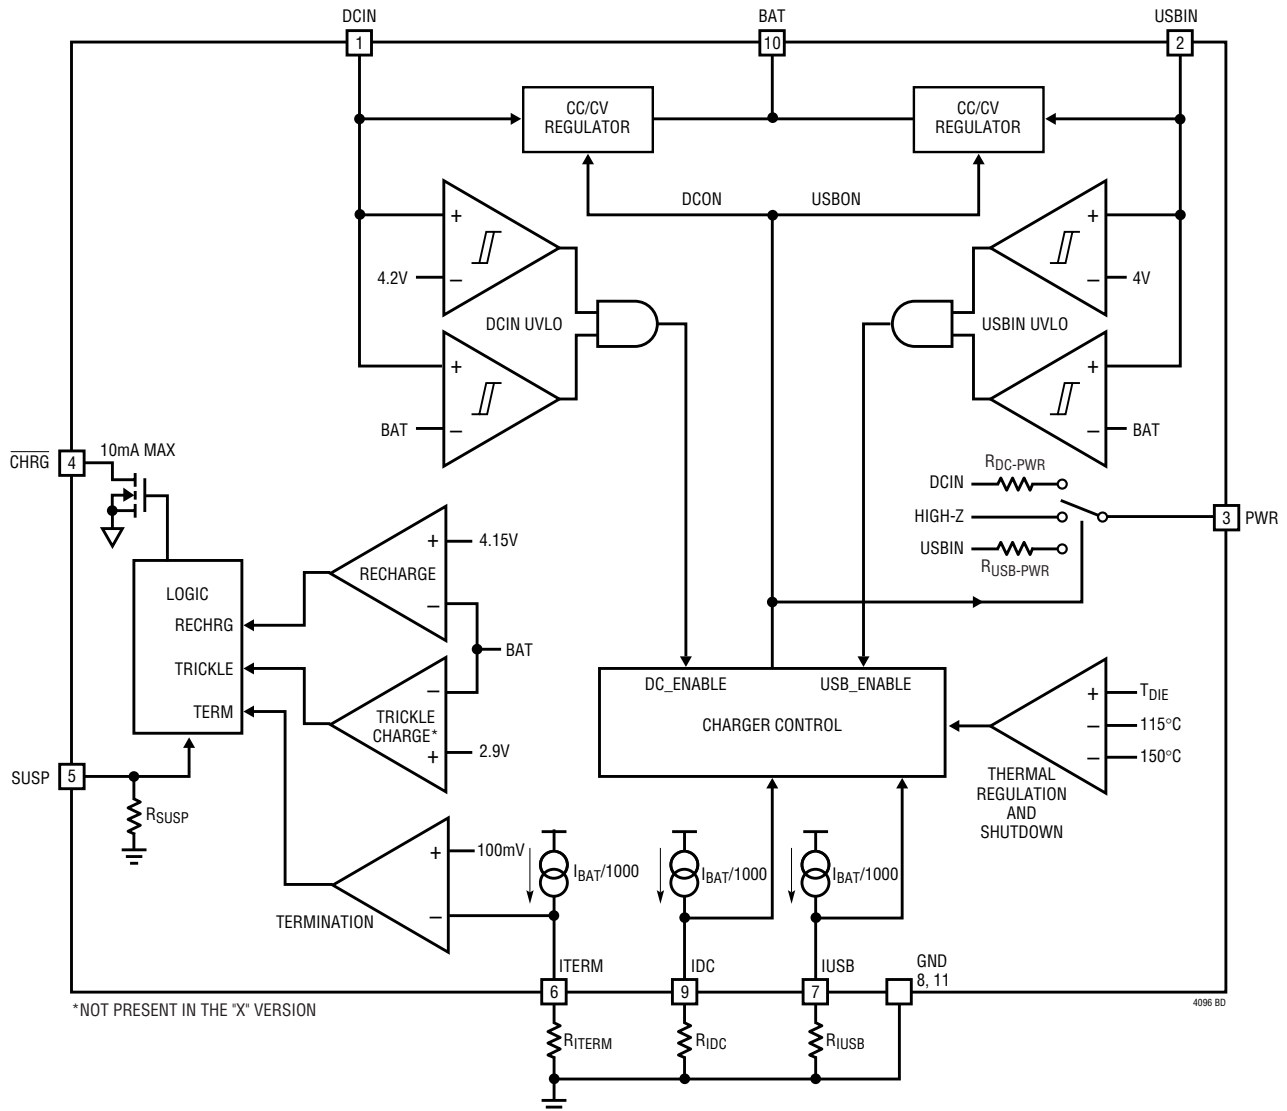 DCIN
BAT
USBIN
1
10
2
CC/CV
REGULATOR
CC/CV
REGULATOR
DCON
USBON
+
+
4.2V
–
–
4V
DCIN UVLO
USBIN UVLO
+
+
BAT
–
–
BAT
CHRG
4
10mA MAX
DCIN
RDC-PWR
HIGH-Z
3
PWR
USBIN
RUSB-PWR
+
4.15V
RECHARGE
–
BAT
LOGIC
RECHRG
TRICKLE
TERM
–
TRICKLE
CHARGE*
+
2.9V
DC_ENABLE
USB_ENABLE
CHARGER CONTROL
+
TDIE
–
115°C
–
150°C
THERMAL
REGULATION
AND
SHUTDOWN
SUSP
5
RSUSP
+
100mV
–
TERMINATION
IBAT/1000
IBAT/1000
IBAT/1000
ITERM
IDC
IUSB
GND
8, 11
6
9
7
*NOT PRESENT IN THE "X" VERSION
4096 BD
RITERM
RIDC
RIUSB